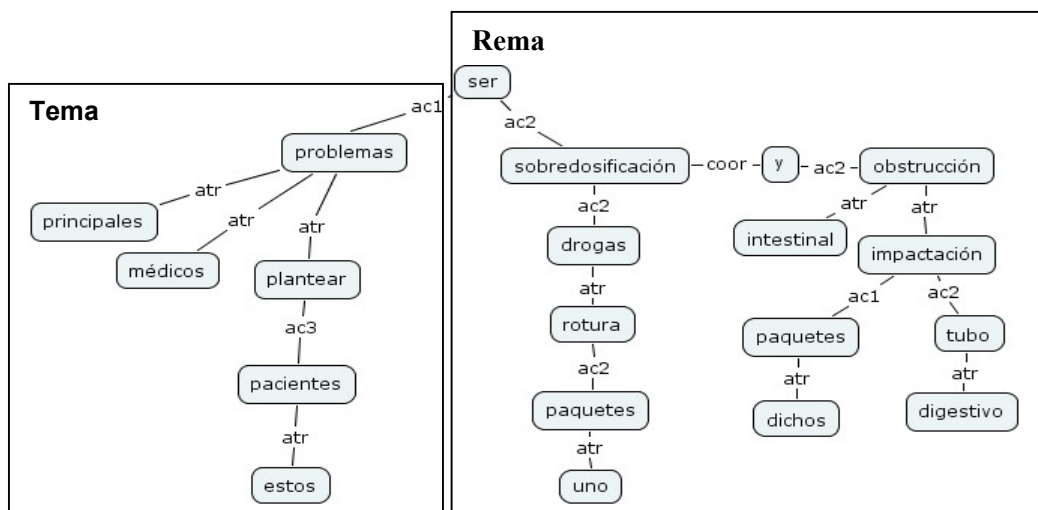 Rema
Tema
ser
ac1
ac2
problemas
sobredosificación
coor
y
ac2
obstrucción
atr
atr
atr
ac2
atr
atr
principales
médicos
plantear
drogas
intestinal
impactación
ac3
atr
ac1
ac2
pacientes
rotura
paquetes
tubo
atr
ac2
atr
atr
estos
paquetes
dichos
digestivo
atr
uno